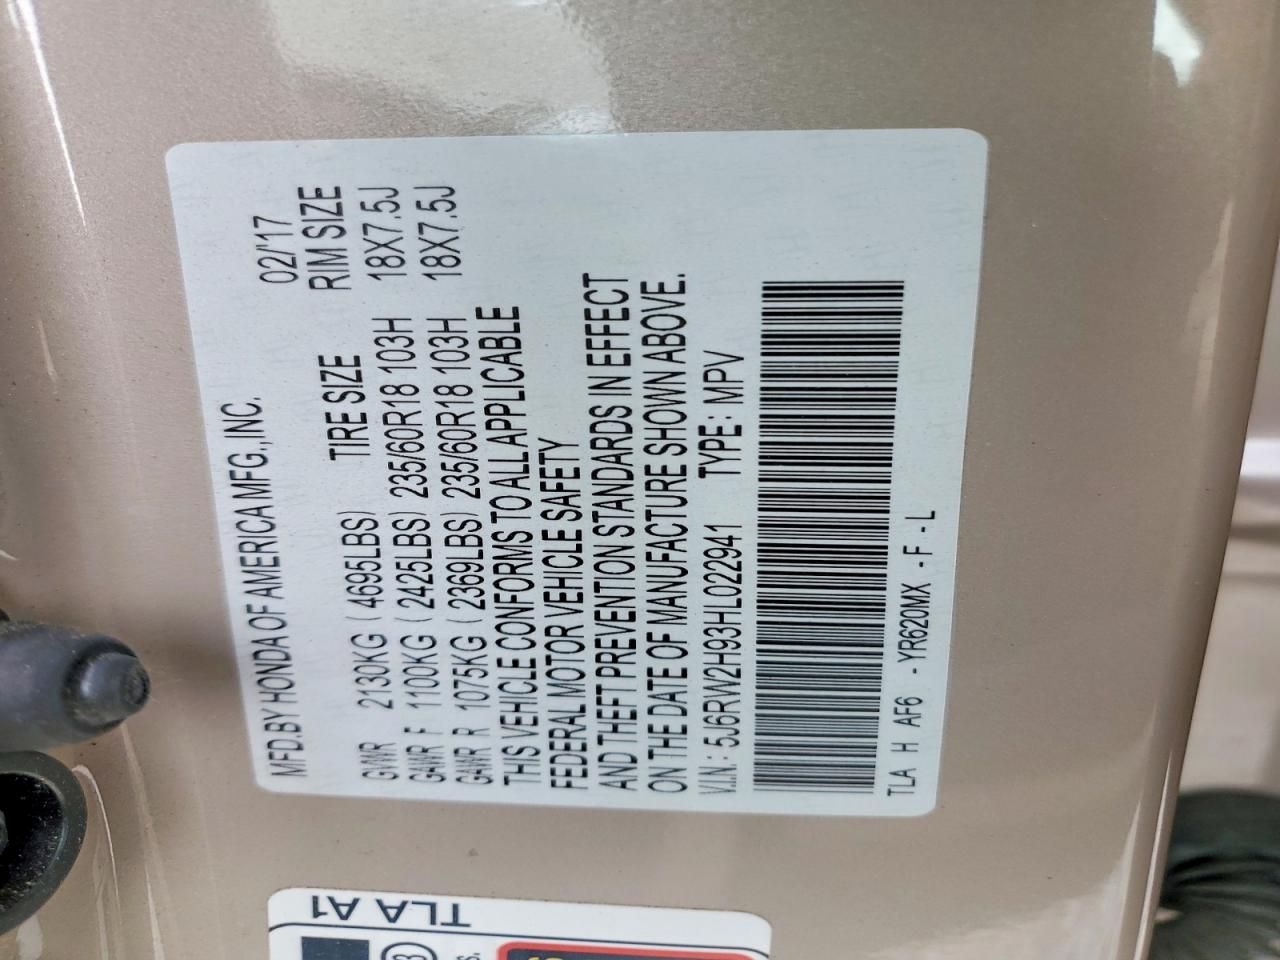 MFD.BY HONDA OF AMERICA MFG.,INC.
02/'17
TIRE SIZE RIM SIZE
GVWR 2130KG (4695LBS)
GAWR F 1100KG (2425LBS) 235/60R18 103H 18X7.5J
GAWR R 1075KG (2369LBS) 235/60R18 103H 18X7.5J
THIS VEHICLE CONFORMS TO ALL APPLICABLE
FEDERAL MOTOR VEHICLE SAFETY
AND THEFT PREVENTION STANDARDS IN EFFECT
ON THE DATE OF MANUFACTURE SHOWN ABOVE.
V.I.N.: 5J6RW2H93HL022941 TYPE: MPV
TLA H AF6 - YR620MX - F - L
TLA A1